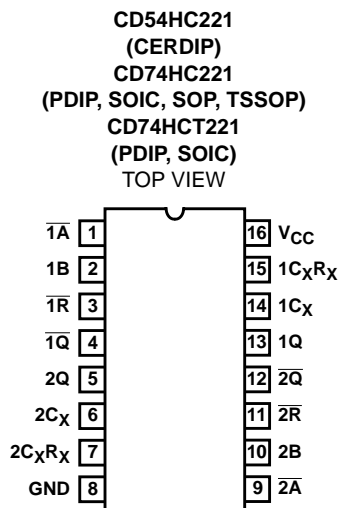 CD54HC221
(CERDIP)
CD74HC221
(PDIP, SOIC, SOP, TSSOP)
CD74HCT221
(PDIP, SOIC)
TOP VIEW
1A̅ 1 16 VCC
1B 2 15 1CXRX
1R̅ 3 14 1CX
1Q̅ 4 13 1Q
2Q 5 12 2Q̅
2CX 6 11 2R̅
2CXRX 7 10 2B
GND 8 9 2A̅